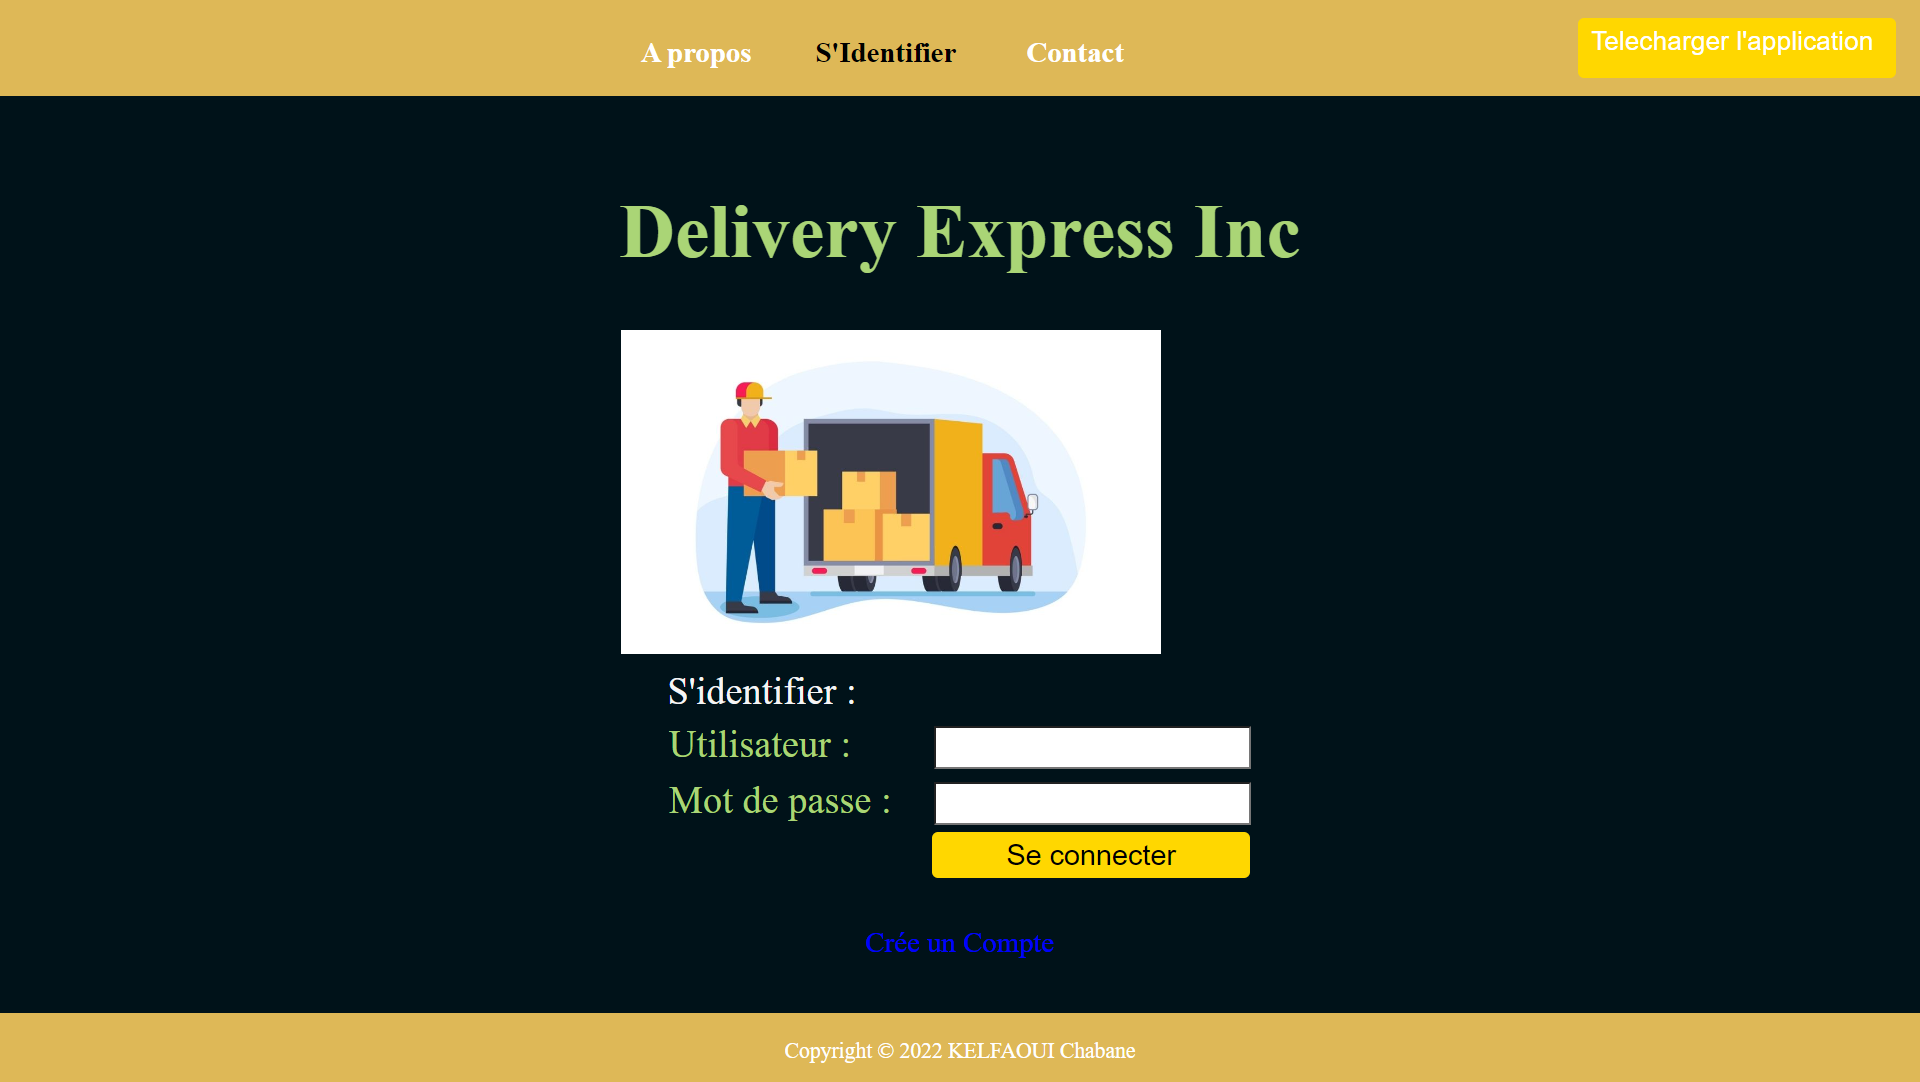 A propos S'Identifier Contact Telecharger l'application
Delivery Express Inc
S'identifier :
Utilisateur :
Mot de passe :
Se connecter
Crée un Compte
Copyright © 2022 KELFAOUI Chabane